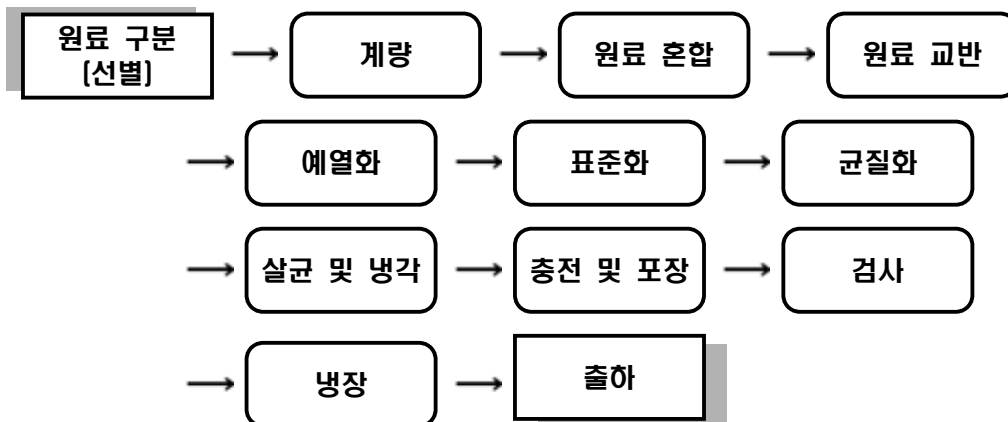 원료 구분
(선별)
→ 계량 → 원료 혼합 → 원료 교반
→ 예열화 → 표준화 → 균질화
→ 살균 및 냉각 → 충전 및 포장 → 검사
→ 냉장 → 출하